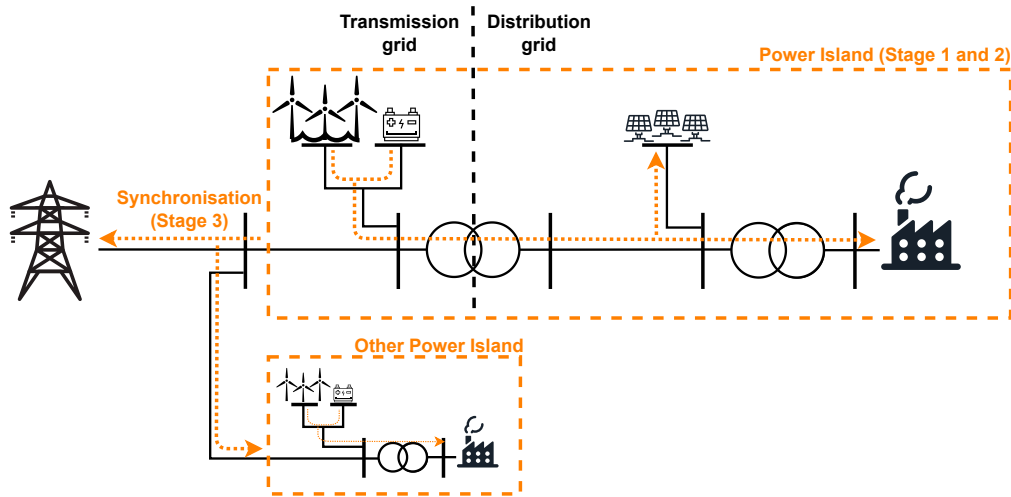 Transmission
grid
Distribution
grid
Power Island (Stage 1 and 2)
Synchronisation
(Stage 3)
Other Power Island